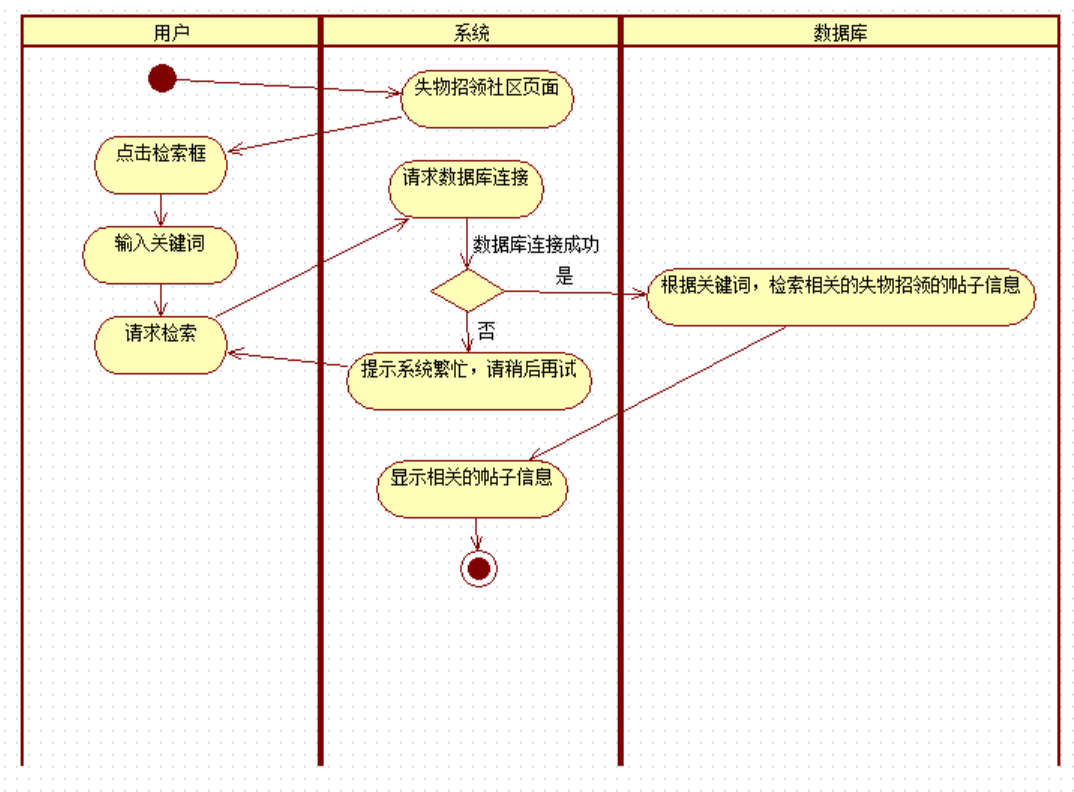 用户
系统
数据库
失物招领社区页面
点击检索框
请求数据库连接
输入关键词
数据库连接成功
是
根据关键词，检索相关的失物招领的帖子信息
请求检索
否
提示系统繁忙，请稍后再试
显示相关的帖子信息